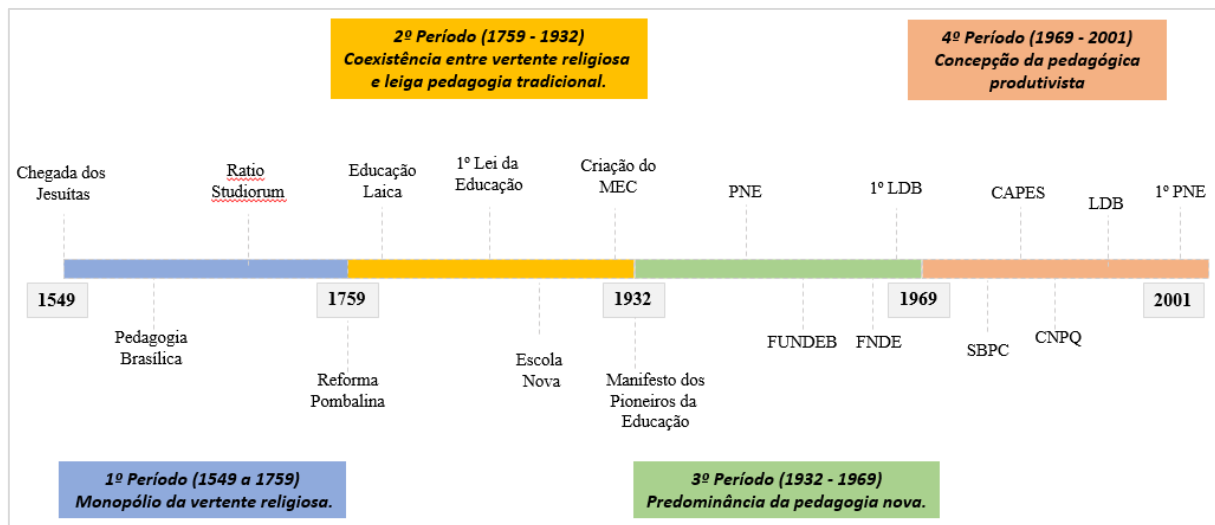 2º Período (1759 - 1932)
Coexistência entre vertente religiosa
e leiga pedagogia tradicional.
4º Período (1969 - 2001)
Concepção da pedagógica
produtivista
Chegada dos
Jesuítas
Ratio
Studiorum
Educação
Laica
1º Lei da
Educação
Criação do
MEC
PNE
1º LDB
CAPES
LDB
1º PNE
1549
1759
1932
1969
2001
Pedagogia
Brasílica
Reforma
Pombalina
Escola
Nova
Manifesto dos
Pioneiros da
Educação
FUNDEB
FNDE
SBPC
CNPQ
1º Período (1549 a 1759)
Monopólio da vertente religiosa.
3º Período (1932 - 1969)
Predominância da pedagogia nova.